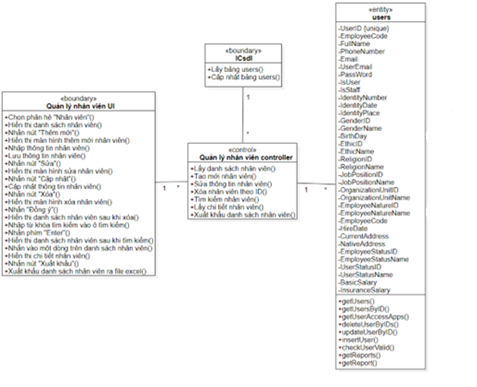 «boundary»
Quản lý nhân viên UI
+Chọn phân hệ "Nhân viên"()
+Hiển thị danh sách nhân viên()
+Nhấn nút "Thêm mới"()
+Hiển thị màn hình thêm mới nhân viên()
+Nhập thông tin nhân viên()
+Lưu thông tin nhân viên()
+Nhấn nút "Sửa"()
+Hiển thị màn hình sửa nhân viên()
+Nhấn nút "Cập nhật"()
+Cập nhật thông tin nhân viên()
+Nhấn nút "Xóa"()
+Hiển thị màn hình xóa nhân viên()
+Nhấn "Đồng ý"()
+Hiển thị danh sách nhân viên sau khi xóa()
+Nhập từ khóa tìm kiếm vào ô tìm kiếm()
+Nhấn phím "Enter"()
+Hiển thị danh sách nhân viên sau khi tìm kiếm()
+Nhấn vào một dòng trên danh sách nhân viên()
+Hiển thị chi tiết nhân viên()
+Nhấn nút "Xuất khẩu"()
+Xuất khẩu danh sách nhân viên ra file excel()
1
*
«boundary»
ICsdl
+Lấy bảng users()
+Cập nhật bảng users()
1
*
«control»
Quản lý nhân viên controller
+Lấy danh sách nhân viên()
+Tạo mới nhân viên()
+Sửa thông tin nhân viên()
+Xóa nhân viên theo ID()
+Tìm kiếm nhân viên()
+Lấy chi tiết nhân viên()
+Xuất khẩu danh sách nhân viên()
1
*
«entity»
users
-UserID {unique}
-EmployeeCode
-FullName
-PhoneNumber
-Email
-UserEmail
-PassWord
-IsUser
-IsStaff
-IdentityNumber
-IdentityDate
-IdentityPlace
-GenderID
-GenderName
-BirthDay
-EthicID
-EthicName
-ReligionID
-ReligionName
-JobPositionID
-JobPositionName
-OrganizationUnitID
-OrganizationUnitName
-EmployeeNatureID
-EmployeeNatureName
-EmployeeCode
-HireDate
-CurrentAddress
-NativeAddress
-EmployeeStatusID
-EmployeeStatusName
-UserStatusID
-UserStatusName
-BasicSalary
-InsuranceSalary
+getUsers()
+getUsersByID()
+getUserAccessApps()
+deleteUserByIDs()
+updateUserByID()
+insertUser()
+checkUserValid()
+getReports()
+getReport()